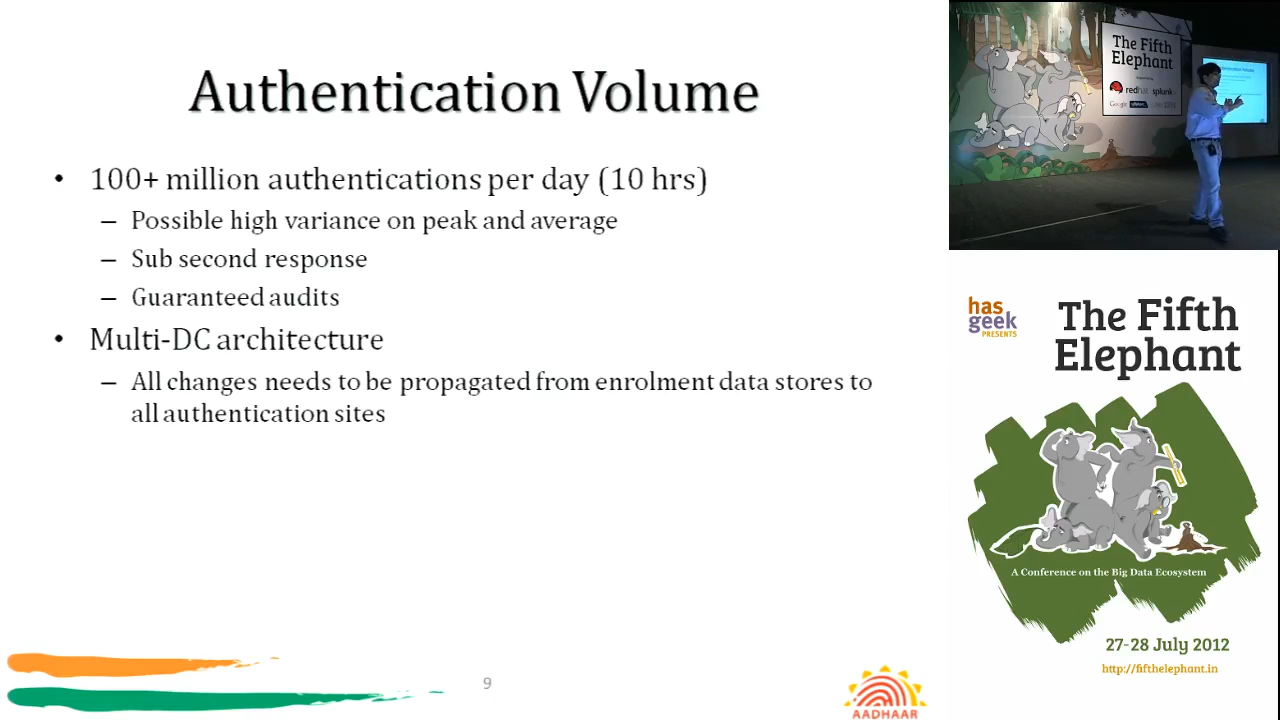 Authentication Volume
• 100+ million authentications per day (10 hrs)
– Possible high variance on peak and average
– Sub second response
– Guaranteed audits
• Multi-DC architecture
– All changes needs to be propagated from enrolment data stores to
all authentication sites
9
AADHAAR
The Fifth
Elephant
redhat splunk
Google
has
geek
PRESENTS
The Fifth
Elephant
A Conference on the Big Data Ecosystem
27-28 July 2012
http://fifthelephant.in